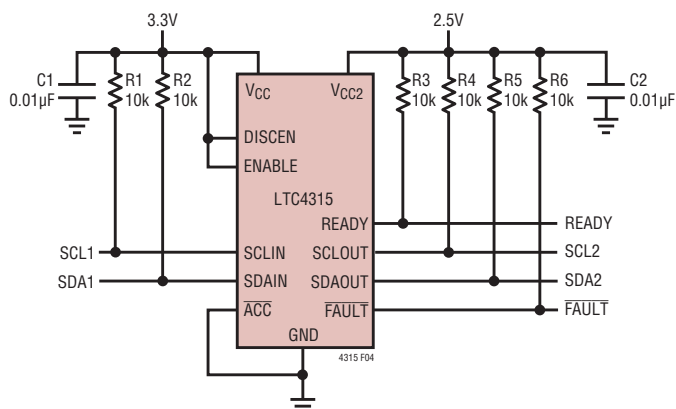 3.3V
2.5V
C1
0.01µF
R1
10k
R2
10k
VCC
VCC2
R3
10k
R4
10k
R5
10k
R6
10k
C2
0.01µF
DISCEN
ENABLE
LTC4315
READY
READY
SCL1
SCLIN
SCLOUT
SCL2
SDA1
SDAIN
SDAOUT
SDA2
ACC
FAULT
FAULT
GND
4315 F04